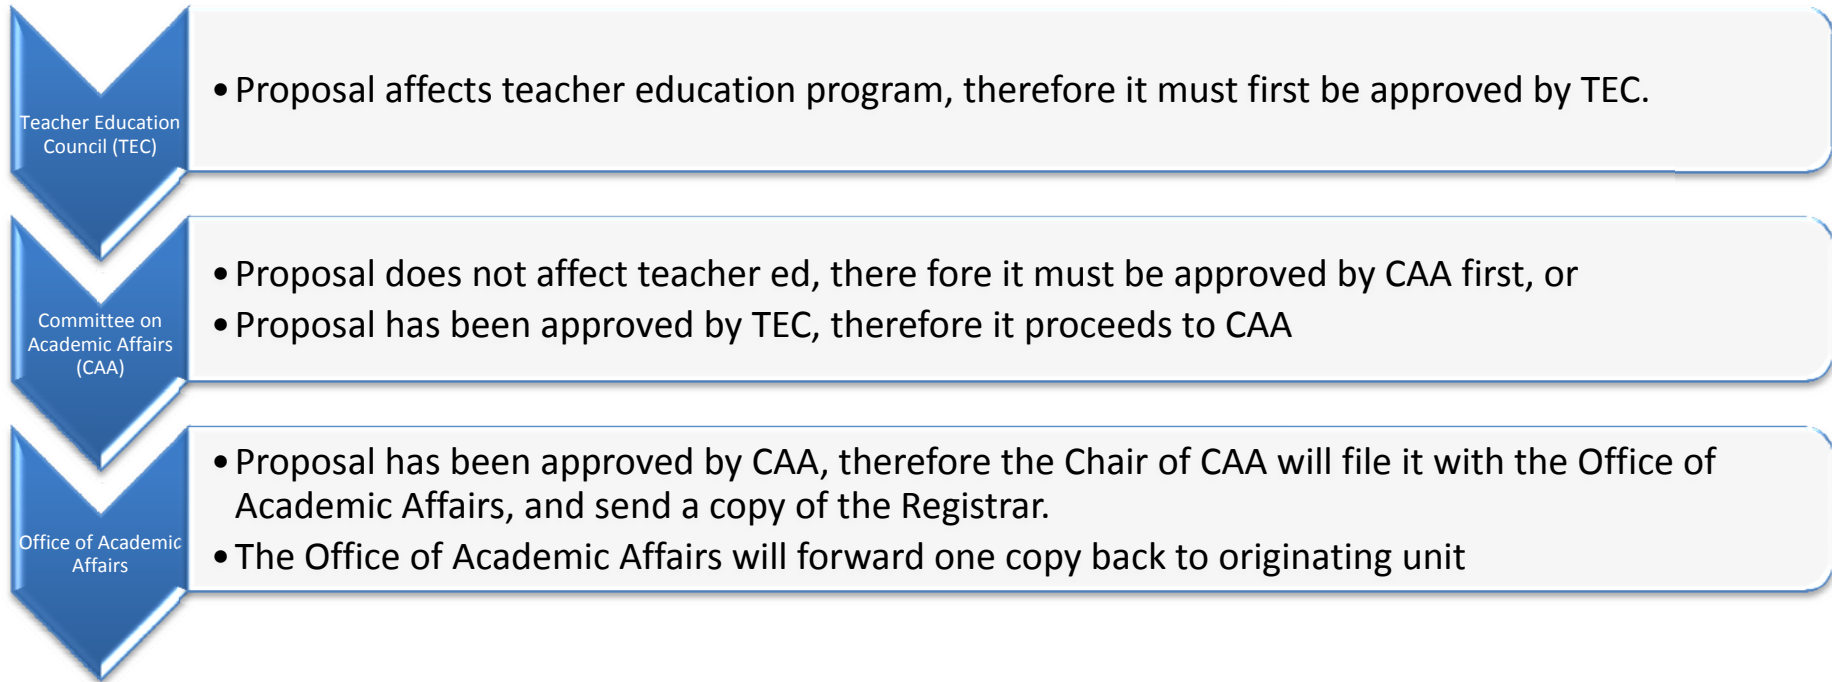 Teacher Education
Council (TEC)
• Proposal affects teacher education program, therefore it must first be approved by TEC.
Committee on
Academic Affairs
(CAA)
• Proposal does not affect teacher ed, there fore it must be approved by CAA first, or
• Proposal has been approved by TEC, therefore it proceeds to CAA
Office of Academic
Affairs
• Proposal has been approved by CAA, therefore the Chair of CAA will file it with the Office of
Academic Affairs, and send a copy of the Registrar.
• The Office of Academic Affairs will forward one copy back to originating unit